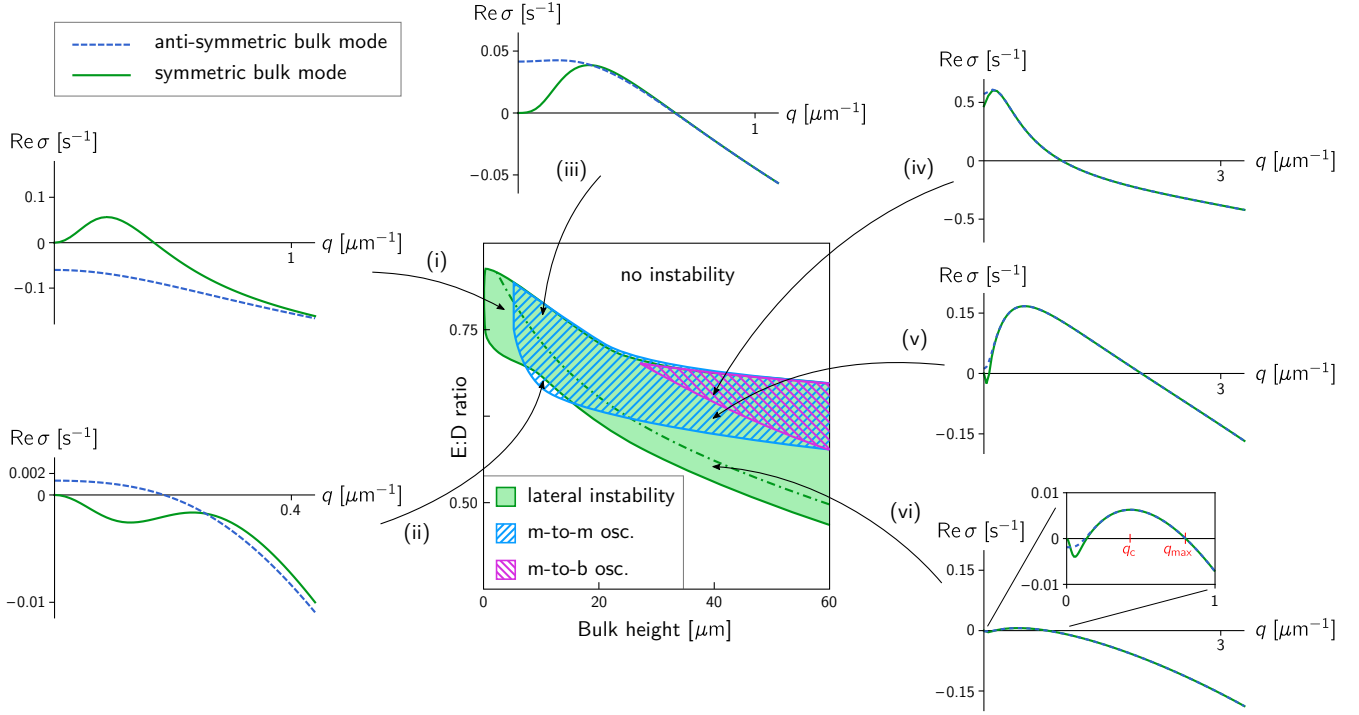 anti-symmetric bulk mode
symmetric bulk mode
Re σ [s⁻¹]
0.05
0
−0.05
q [μm⁻¹]
1
(iii)
Re σ [s⁻¹]
0.5
0
−0.5
q [μm⁻¹]
3
(iv)
Re σ [s⁻¹]
0.1
0
−0.1
q [μm⁻¹]
1
(i)
no instability
0.75
0.50
E:D ratio
lateral instability
m-to-m osc.
m-to-b osc.
0
20
40
60
Bulk height [μm]
Re σ [s⁻¹]
0.15
0
−0.15
q [μm⁻¹]
3
(v)
Re σ [s⁻¹]
0.002
0
−0.01
q [μm⁻¹]
0.4
(ii)
Re σ [s⁻¹]
0.15
0
−0.15
q [μm⁻¹]
3
(vi)
0.01
0
−0.01
q_c
q_max
0
1